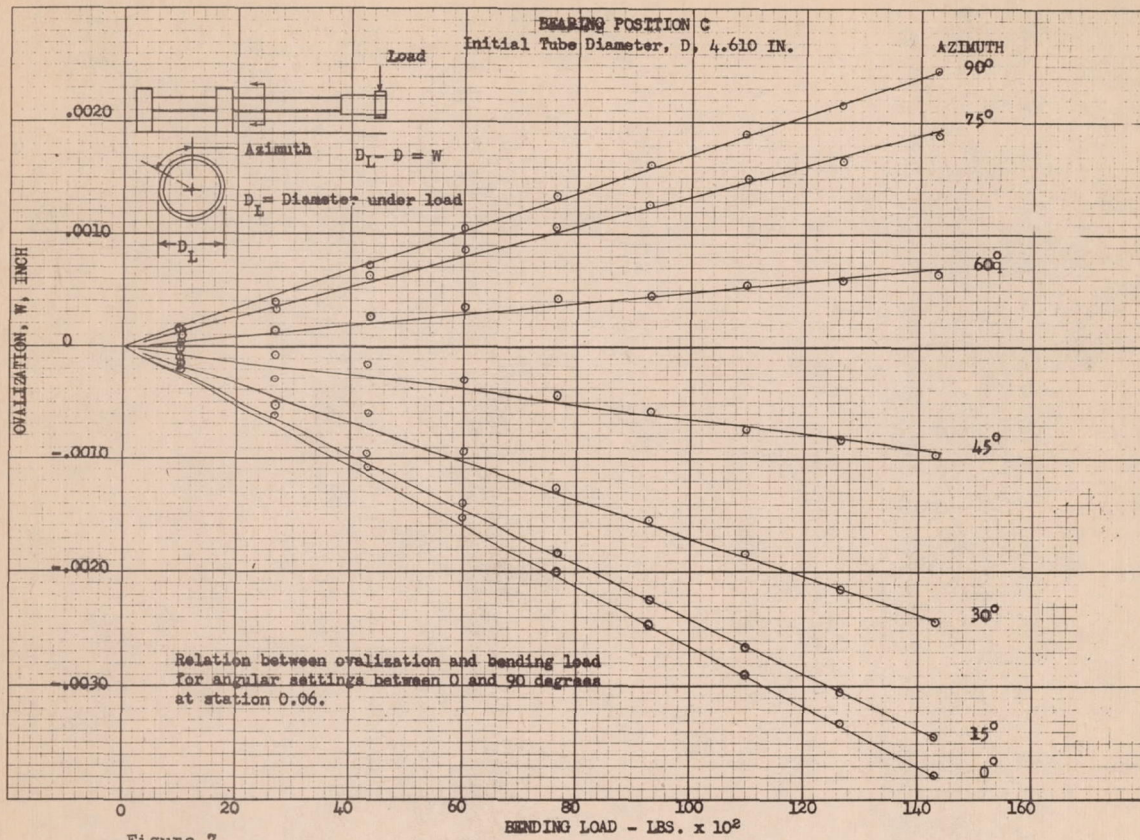 BEARING POSITION C
Initial Tube Diameter, D, 4.610 IN.
AZIMUTH
Load
90°
75°
60°
45°
30°
15°
0°
Azimuth
D_L - D = W
D_L = Diameter under load
D_L
OVALIZATION, W, INCH
.0020
.0010
0
-.0010
-.0020
-.0030
Relation between ovalization and bending load
for angular settings between 0 and 90 degrees
at station 0.06.
0 20 40 60 80 100 120 140 160
BENDING LOAD - LBS. x 10²